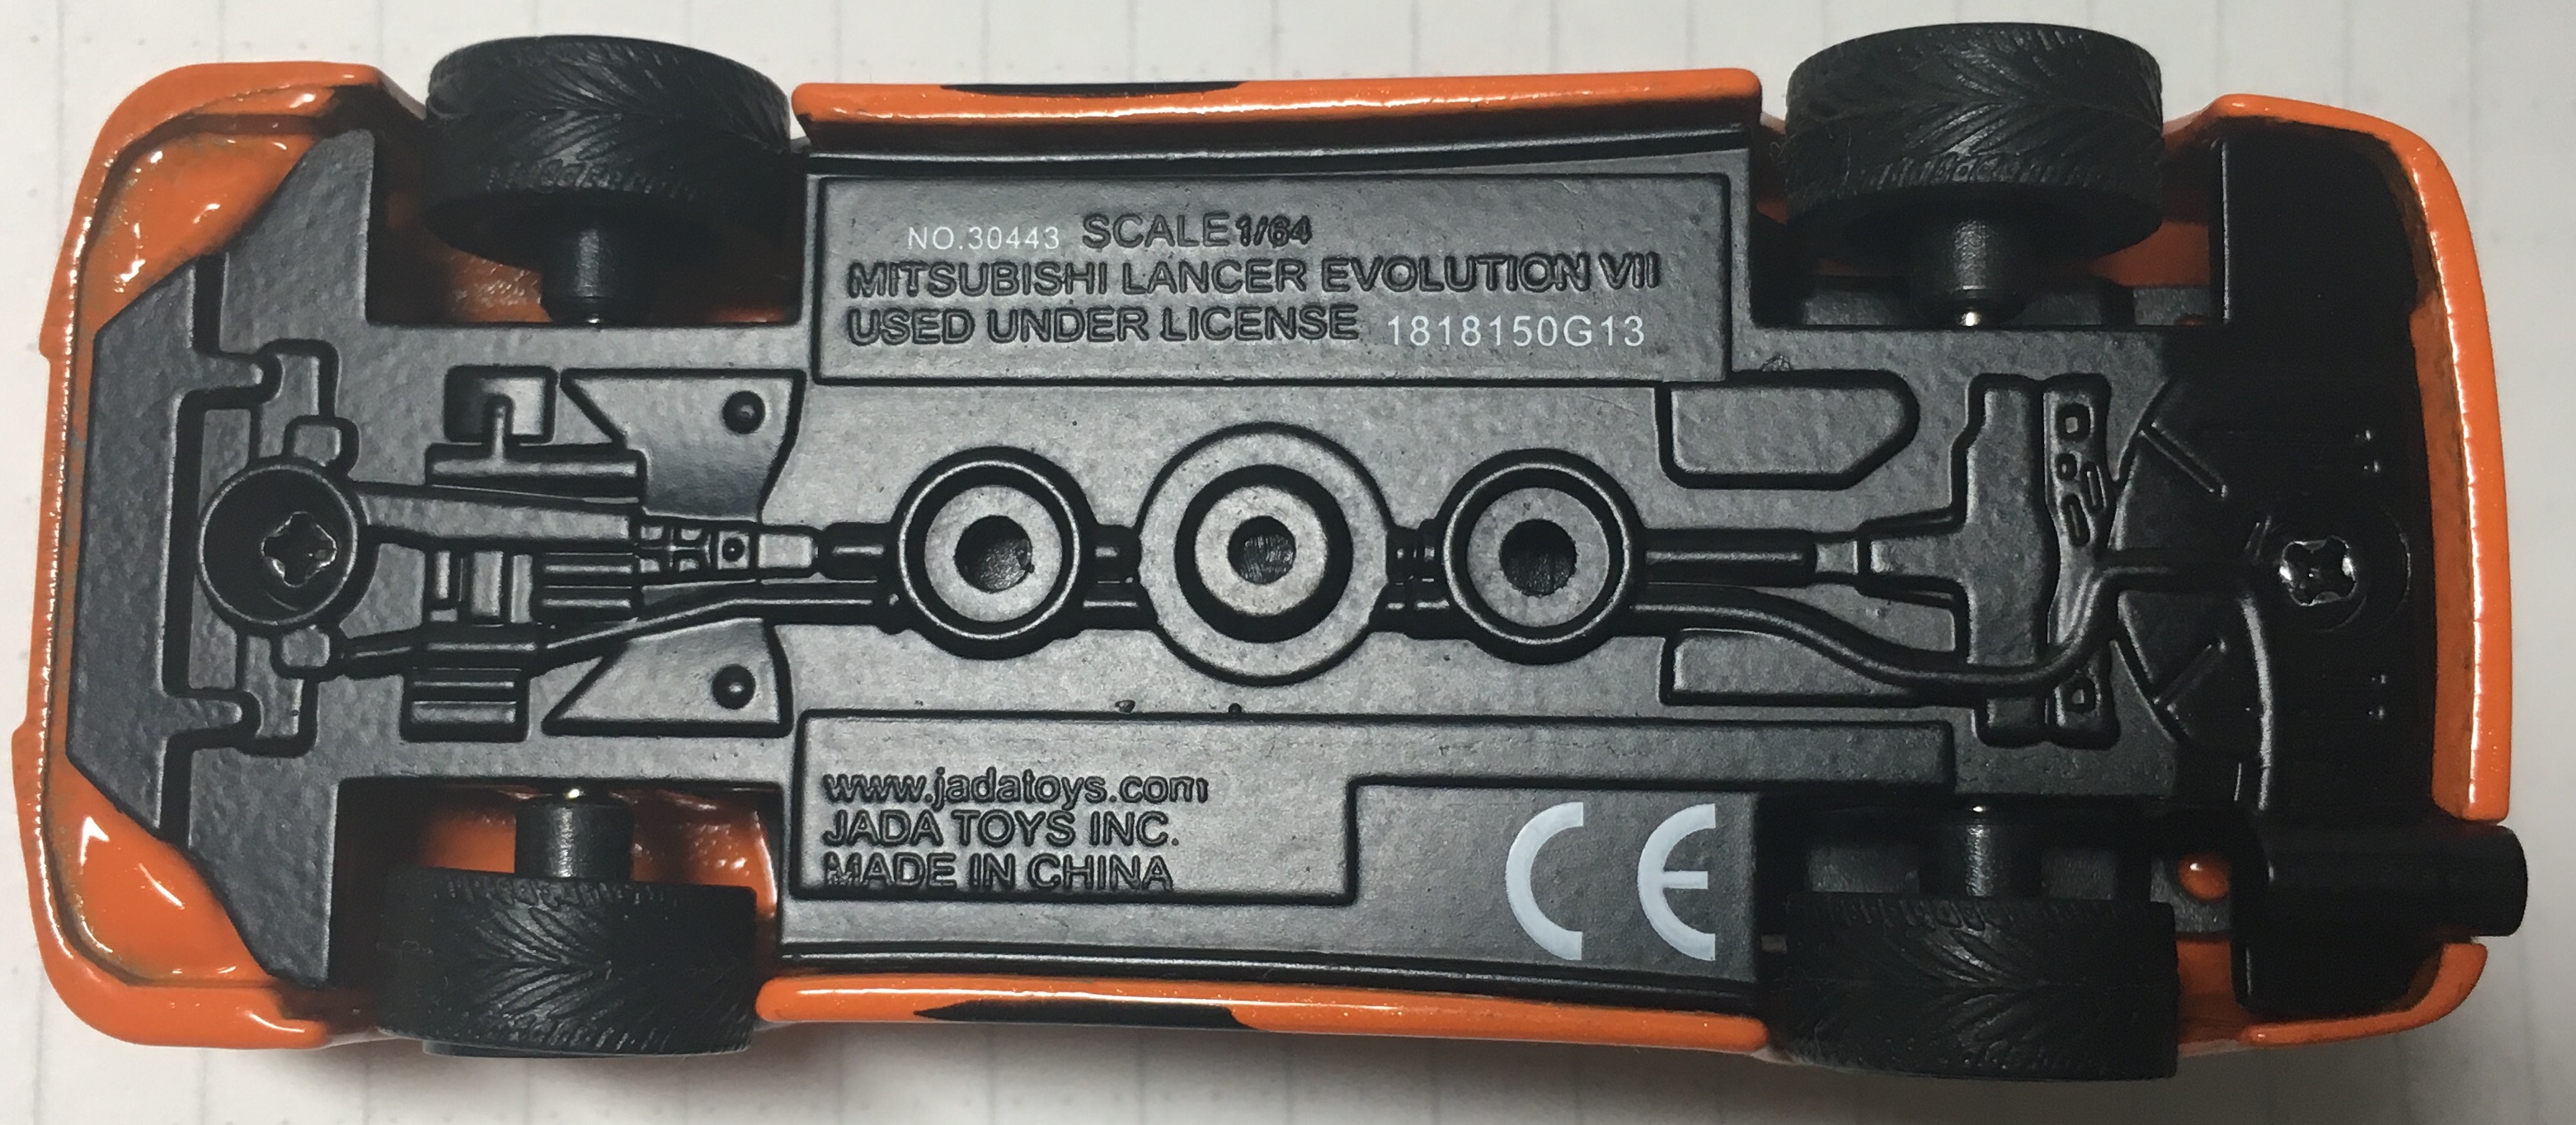 NO.30443 SCALE 1/64
MITSUBISHI LANCER EVOLUTION VII
USED UNDER LICENSE 1818150G13
www.jadatoys.com
JADA TOYS INC.
MADE IN CHINA
CE